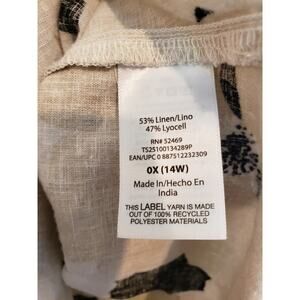 53% Linen/Lino
47% Lyocell
RN# 52469
TS25100134289P
EAN/UPC 0 887512232309
0X (14W)
Made In/Hecho En
India
THIS LABEL YARN IS MADE
OUT OF 100% RECYCLED
POLYESTER MATERIALS